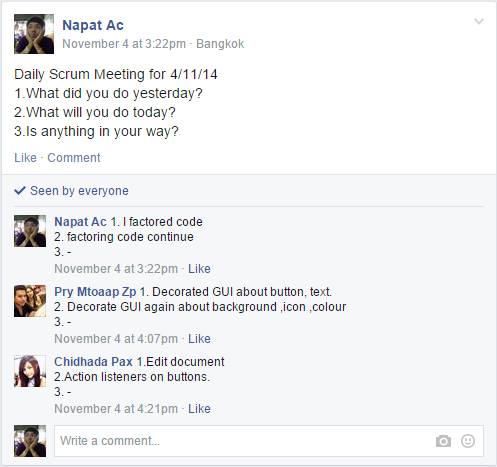 Napat Ac
November 4 at 3:22pm · Bangkok
Daily Scrum Meeting for 4/11/14
1.What did you do yesterday?
2.What will you do today?
3.Is anything in your way?
Like · Comment
Seen by everyone
Napat Ac 1. I factored code
2. factoring code continue
3. -
November 4 at 3:22pm · Like
Pry Mtoaap Zp 1. Decorated GUI about button, text.
2. Decorate GUI again about background ,icon ,colour
3. -
November 4 at 4:07pm · Like
Chidhada Pax 1.Edit document
2.Action listeners on buttons.
3. -
November 4 at 4:21pm · Like
Write a comment...